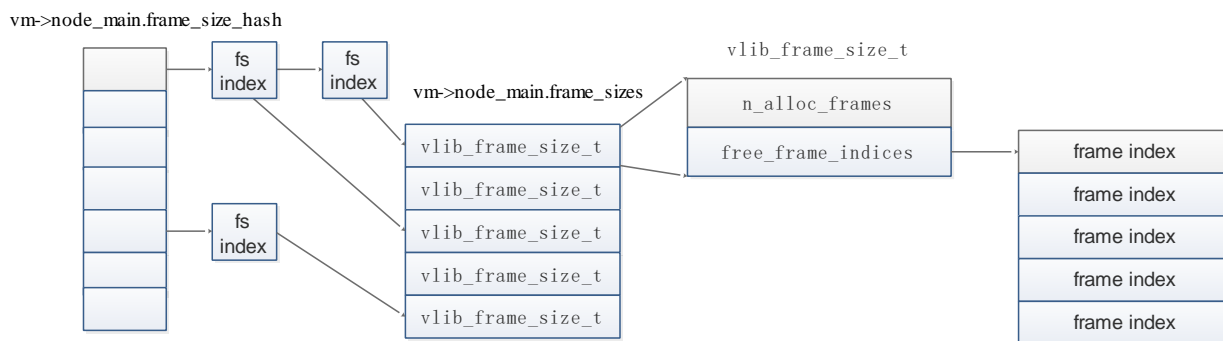 vm->node_main.frame_size_hash
fs
index
fs
index
fs
index
vm->node_main.frame_sizes
vlib_frame_size_t
vlib_frame_size_t
vlib_frame_size_t
vlib_frame_size_t
vlib_frame_size_t
vlib_frame_size_t
n_alloc_frames
free_frame_indices
frame index
frame index
frame index
frame index
frame index